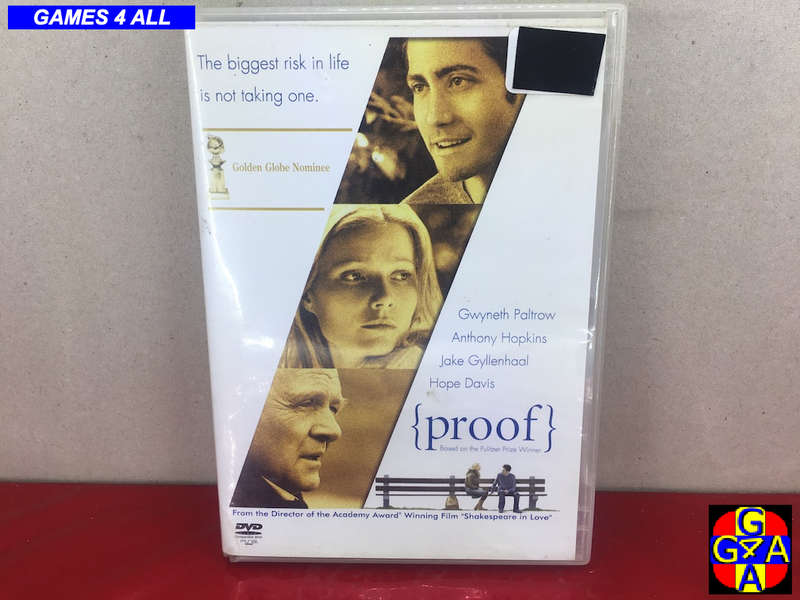 GAMES 4 ALL
The biggest risk in life
is not taking one.
Golden Globe Nominee
Gwyneth Paltrow
Anthony Hopkins
Jake Gyllenhaal
Hope Davis
{proof}
Based on the Pulitzer Prize Winner
From the Director of the Academy Award® Winning Film "Shakespeare in Love"
DVD
G
G4A
A